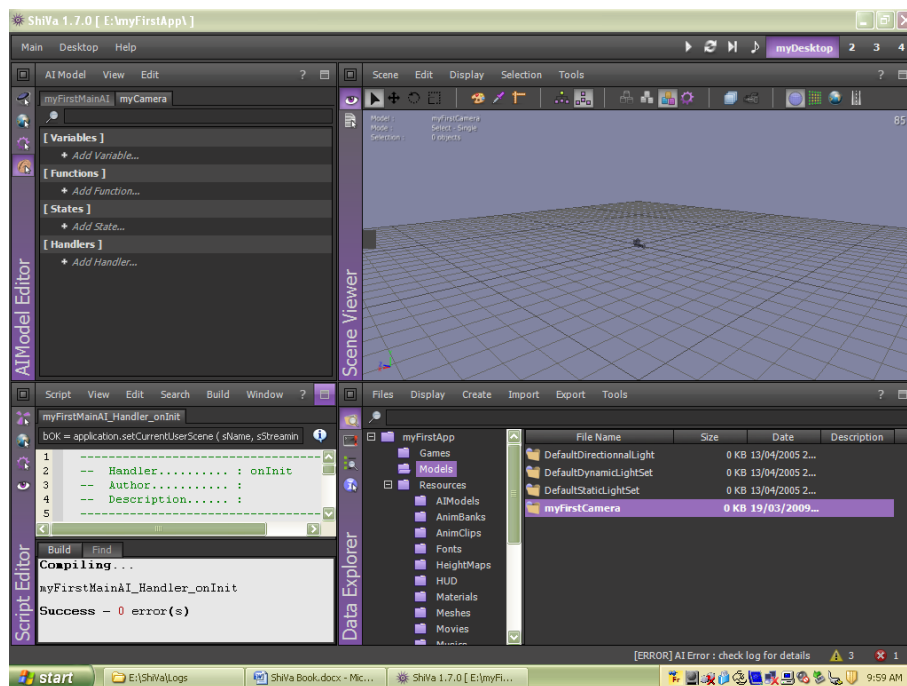 ShiVa 1.7.0 [ E:\myFirstApp\ ]
Main Desktop Help
myDesktop 2 3 4
AI Model View Edit ?
myFirstMainAI myCamera
[ Variables ]
+ Add Variable...
[ Functions ]
+ Add Function...
[ States ]
+ Add State...
[ Handlers ]
+ Add Handler...
AIModel Editor
Scene Edit Display Selection Tools ?
Model : myFirstCamera
Mode : Select - Single
Selection : 0 objects
85
Scene Viewer
Script View Edit Search Build Window ?
myFirstMainAI_Handler_onInit
bOK = application.setCurrentUserScene ( sName, sStreamin
1 --------------------------------
2 -- Handler.......... : onInit
3 -- Author........... :
4 -- Description...... :
5 --------------------------------
Build Find
Compiling...
myFirstMainAI_Handler_onInit
Success - 0 error(s)
Script Editor
Files Display Create Import Export Tools ?
myFirstApp
Games
Models
Resources
AIModels
AnimBanks
AnimClips
Fonts
HeightMaps
HUD
Materials
Meshes
Movies
File Name Size Date Description
DefaultDirectionnalLight 0 KB 13/04/2005 2...
DefaultDynamicLightSet 0 KB 13/04/2005 2...
DefaultStaticLightSet 0 KB 13/04/2005 2...
myFirstCamera 0 KB 19/03/2009...
Data Explorer
[ERROR] AI Error : check log for details 3 1
start E:\ShiVa\Logs ShiVa Book.docx - Mic... ShiVa 1.7.0 [ E:\myFi... 9:59 AM